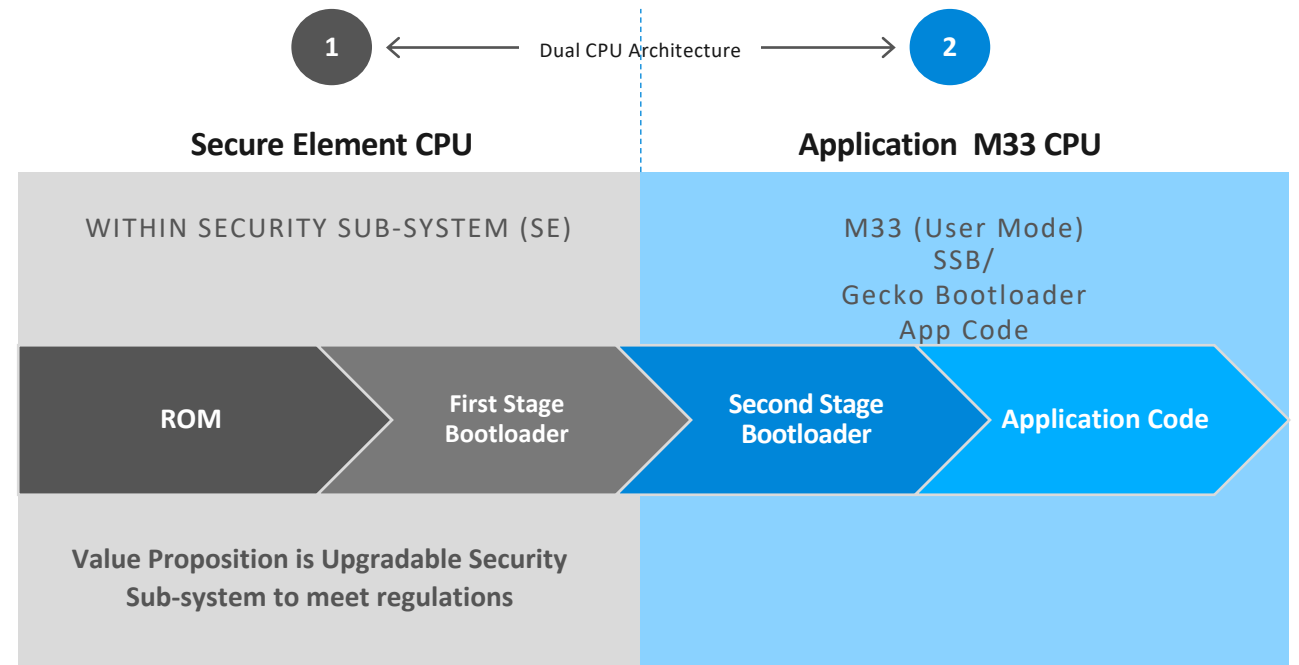 1
Dual CPU Architecture
2
Secure Element CPU
Application M33 CPU
WITHIN SECURITY SUB-SYSTEM (SE)
M33 (User Mode)
SSB/
Gecko Bootloader
App Code
ROM
First Stage
Bootloader
Second Stage
Bootloader
Application Code
Value Proposition is Upgradable Security
Sub-system to meet regulations